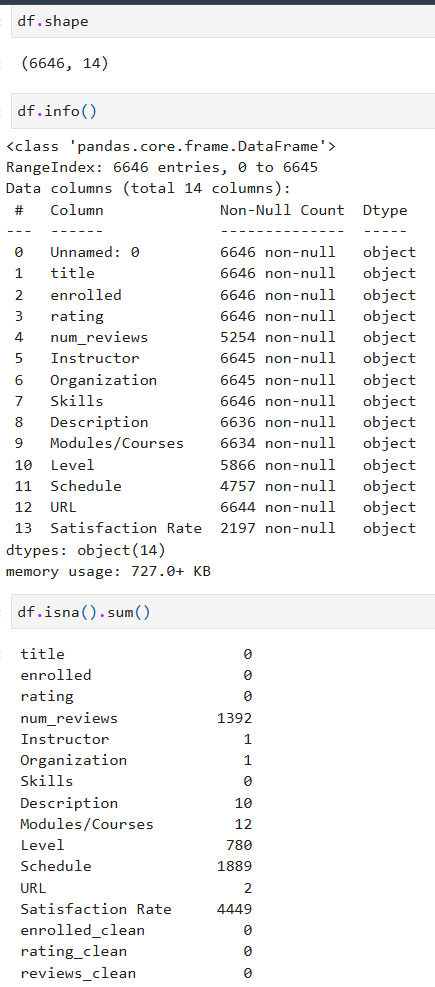 df.shape
(6646, 14)
df.info()
<class 'pandas.core.frame.DataFrame'>
RangeIndex: 6646 entries, 0 to 6645
Data columns (total 14 columns):
 #   Column             Non-Null Count  Dtype
---  ------             --------------  -----
 0   Unnamed: 0         6646 non-null   object
 1   title              6646 non-null   object
 2   enrolled           6646 non-null   object
 3   rating             6646 non-null   object
 4   num_reviews        5254 non-null   object
 5   Instructor         6645 non-null   object
 6   Organization       6645 non-null   object
 7   Skills             6646 non-null   object
 8   Description        6636 non-null   object
 9   Modules/Courses    6634 non-null   object
 10  Level              5866 non-null   object
 11  Schedule           4757 non-null   object
 12  URL                6644 non-null   object
 13  Satisfaction Rate  2197 non-null   object
dtypes: object(14)
memory usage: 727.0+ KB
df.isna().sum()
title                   0
enrolled                0
rating                  0
num_reviews          1392
Instructor              1
Organization            1
Skills                  0
Description            10
Modules/Courses        12
Level                 780
Schedule             1889
URL                     2
Satisfaction Rate    4449
enrolled_clean          0
rating_clean            0
reviews_clean           0